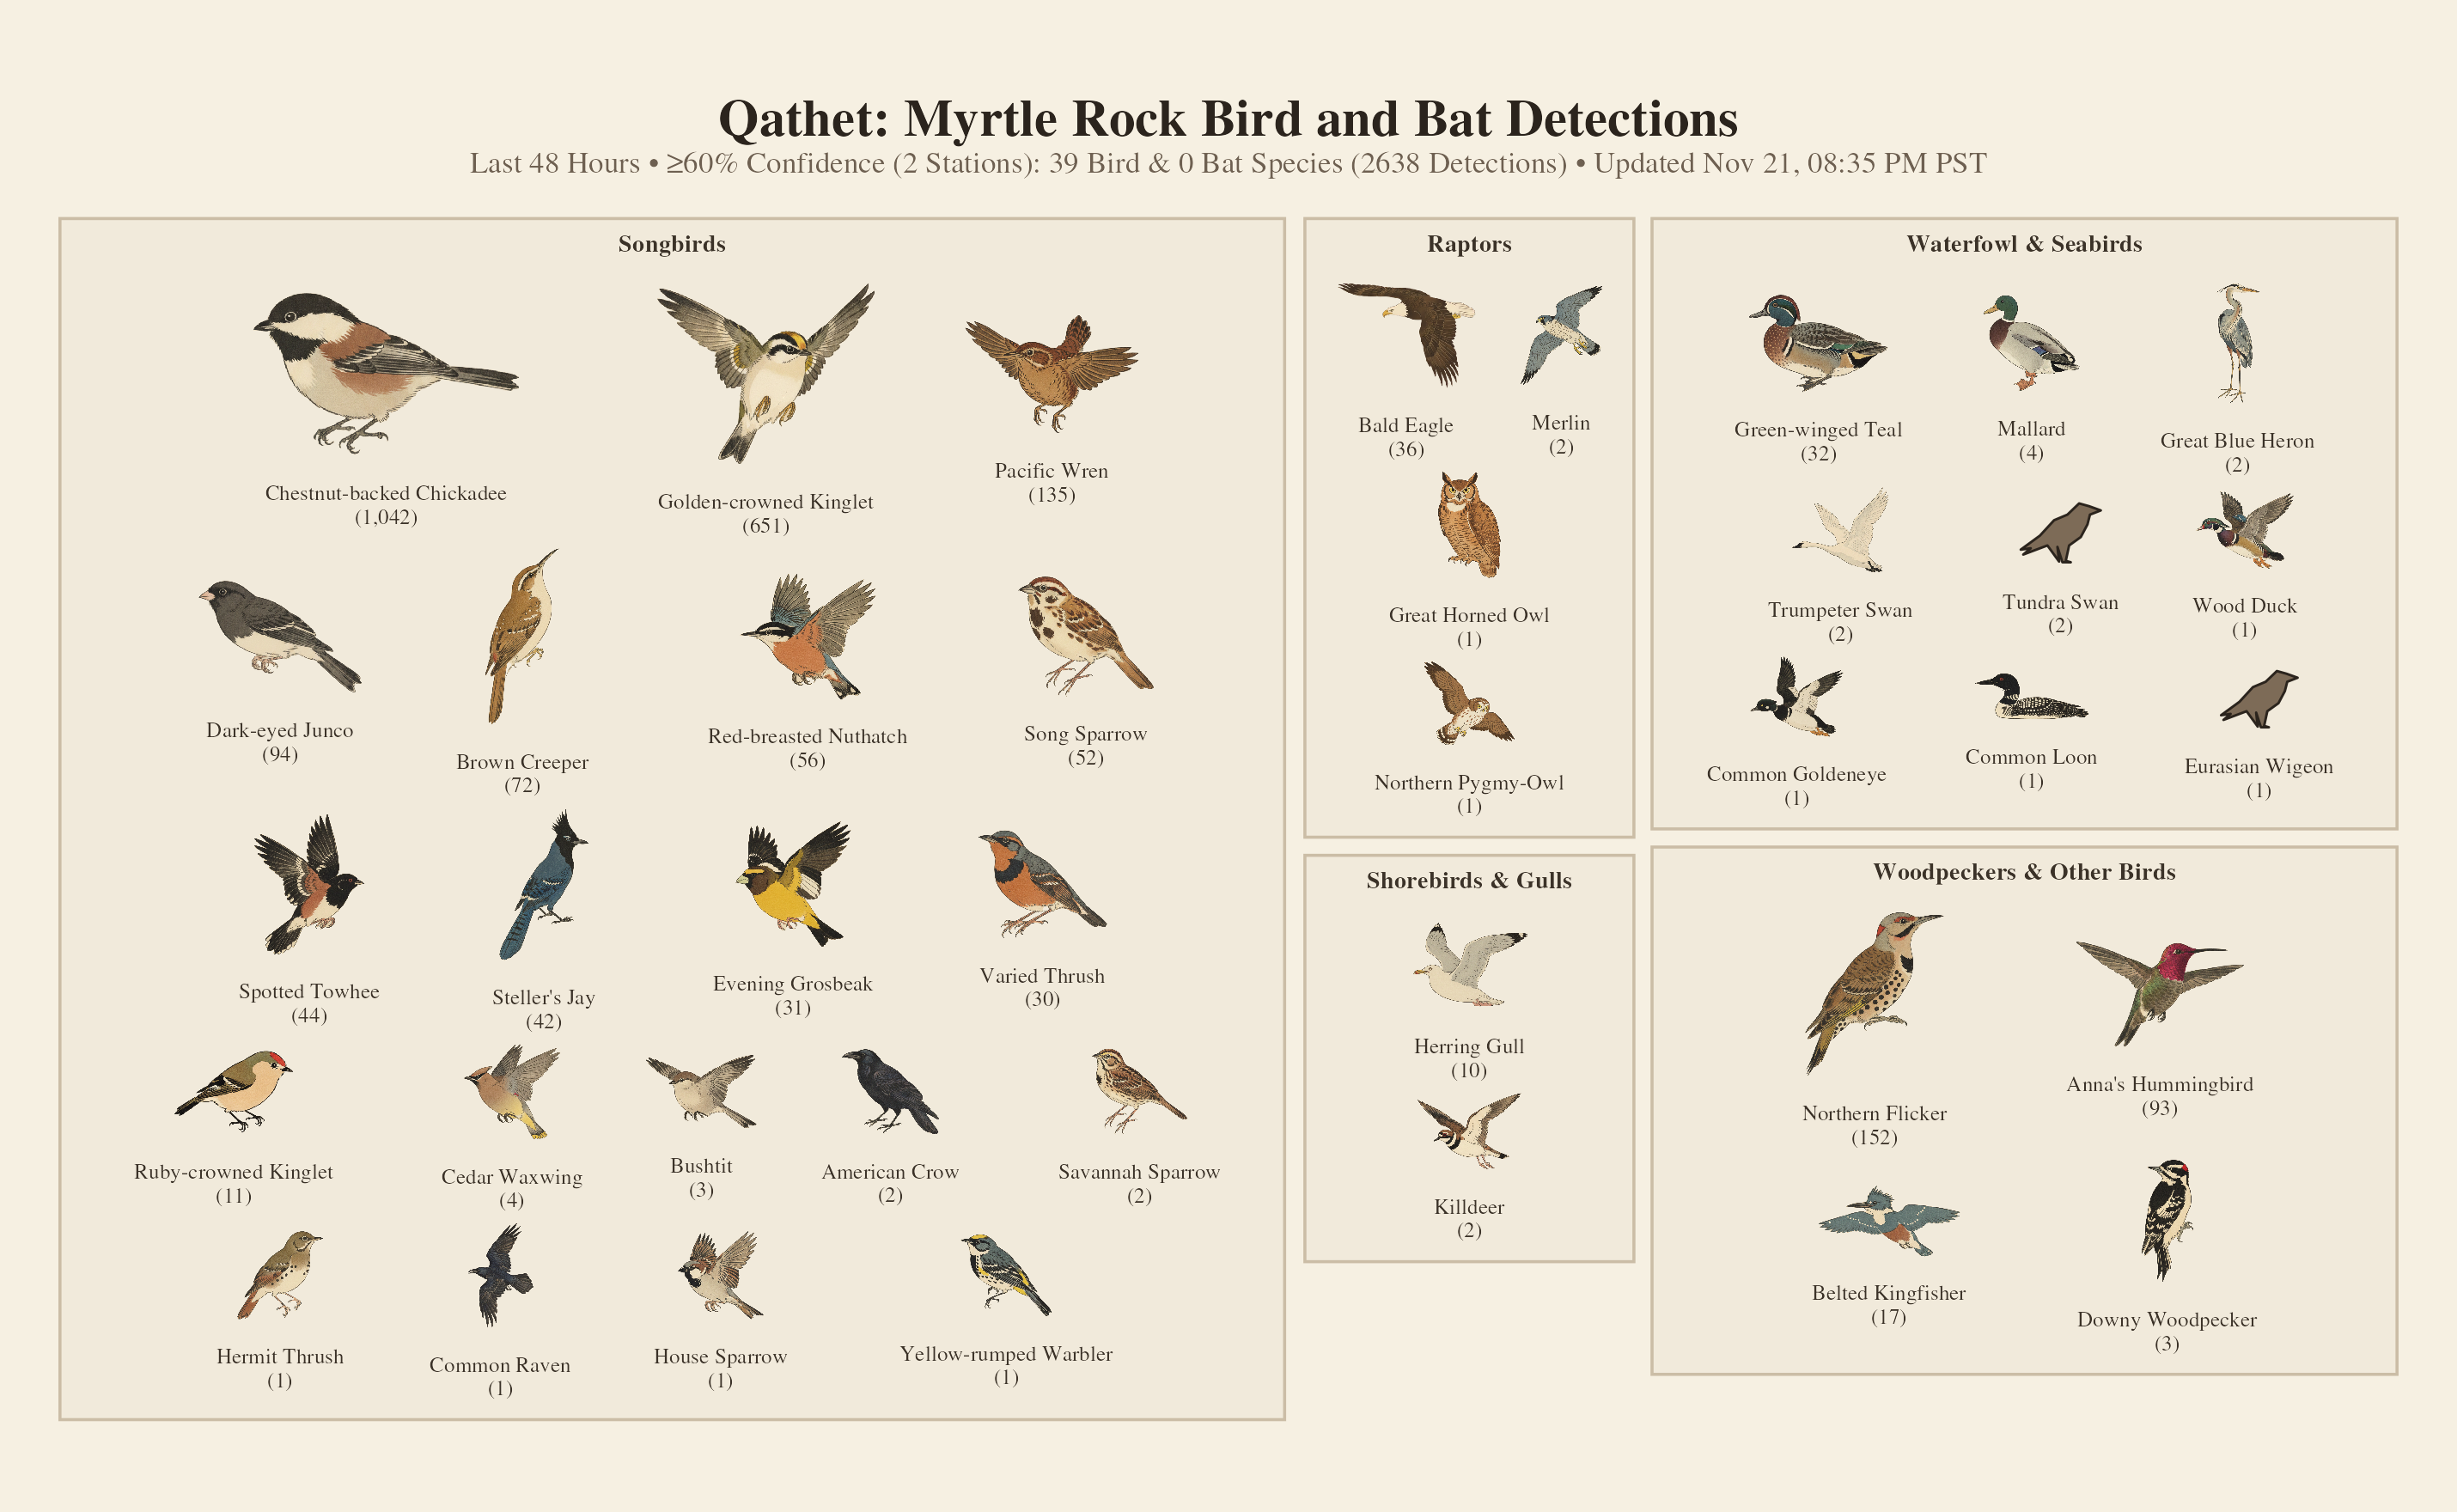 Qathet: Myrtle Rock Bird and Bat Detections
Last 48 Hours • ≥60% Confidence (2 Stations): 39 Bird & 0 Bat Species (2638 Detections) • Updated Nov 21, 08:35 PM PST
Songbirds
Chestnut-backed Chickadee
(1,042)
Golden-crowned Kinglet
(651)
Pacific Wren
(135)
Dark-eyed Junco
(94)
Brown Creeper
(72)
Red-breasted Nuthatch
(56)
Song Sparrow
(52)
Spotted Towhee
(44)
Steller's Jay
(42)
Evening Grosbeak
(31)
Varied Thrush
(30)
Ruby-crowned Kinglet
(11)
Cedar Waxwing
(4)
Bushtit
(3)
American Crow
(2)
Savannah Sparrow
(2)
Hermit Thrush
(1)
Common Raven
(1)
House Sparrow
(1)
Yellow-rumped Warbler
(1)
Raptors
Bald Eagle
(36)
Merlin
(2)
Great Horned Owl
(1)
Northern Pygmy-Owl
(1)
Shorebirds & Gulls
Herring Gull
(10)
Killdeer
(2)
Waterfowl & Seabirds
Green-winged Teal
(32)
Mallard
(4)
Great Blue Heron
(2)
Trumpeter Swan
(2)
Tundra Swan
(2)
Wood Duck
(1)
Common Goldeneye
(1)
Common Loon
(1)
Eurasian Wigeon
(1)
Woodpeckers & Other Birds
Northern Flicker
(152)
Anna's Hummingbird
(93)
Belted Kingfisher
(17)
Downy Woodpecker
(3)